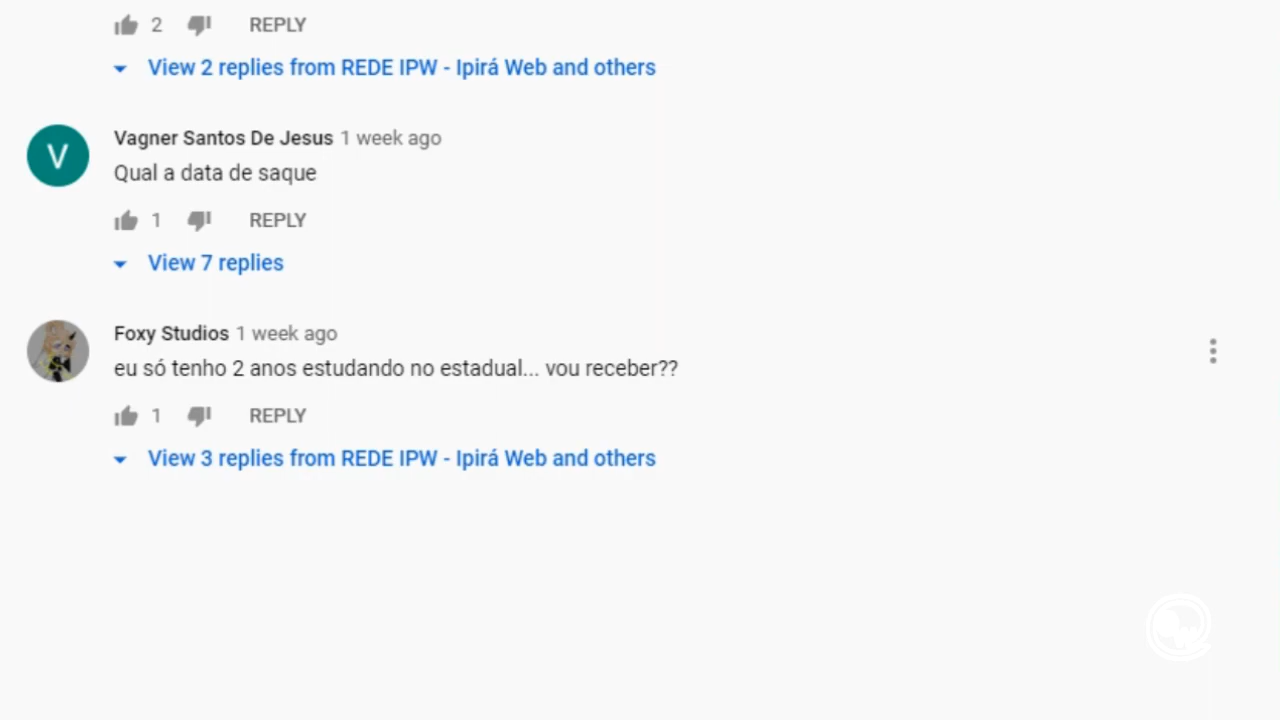 2 REPLY
View 2 replies from REDE IPW - Ipirá Web and others
Vagner Santos De Jesus 1 week ago
V
Qual a data de saque
1 REPLY
View 7 replies
Foxy Studios 1 week ago
eu só tenho 2 anos estudando no estadual... vou receber??
1 REPLY
View 3 replies from REDE IPW - Ipirá Web and others